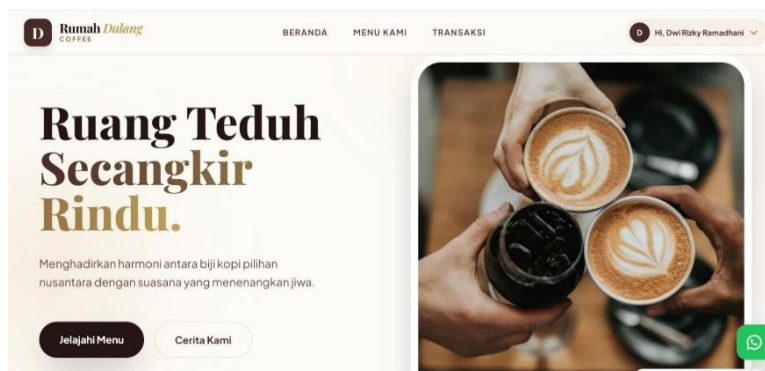 D
Rumah Dalang
COFFEE
BERANDA
MENU KAMI
TRANSAKSI
D
Hi, Dwi Rizky Ramadhani
Ruang Teduh
Secangkir
Rindu.
Menghadirkan harmoni antara biji kopi pilihan
nusantara dengan suasana yang menenangkan jiwa.
Jelajahi Menu
Cerita Kami